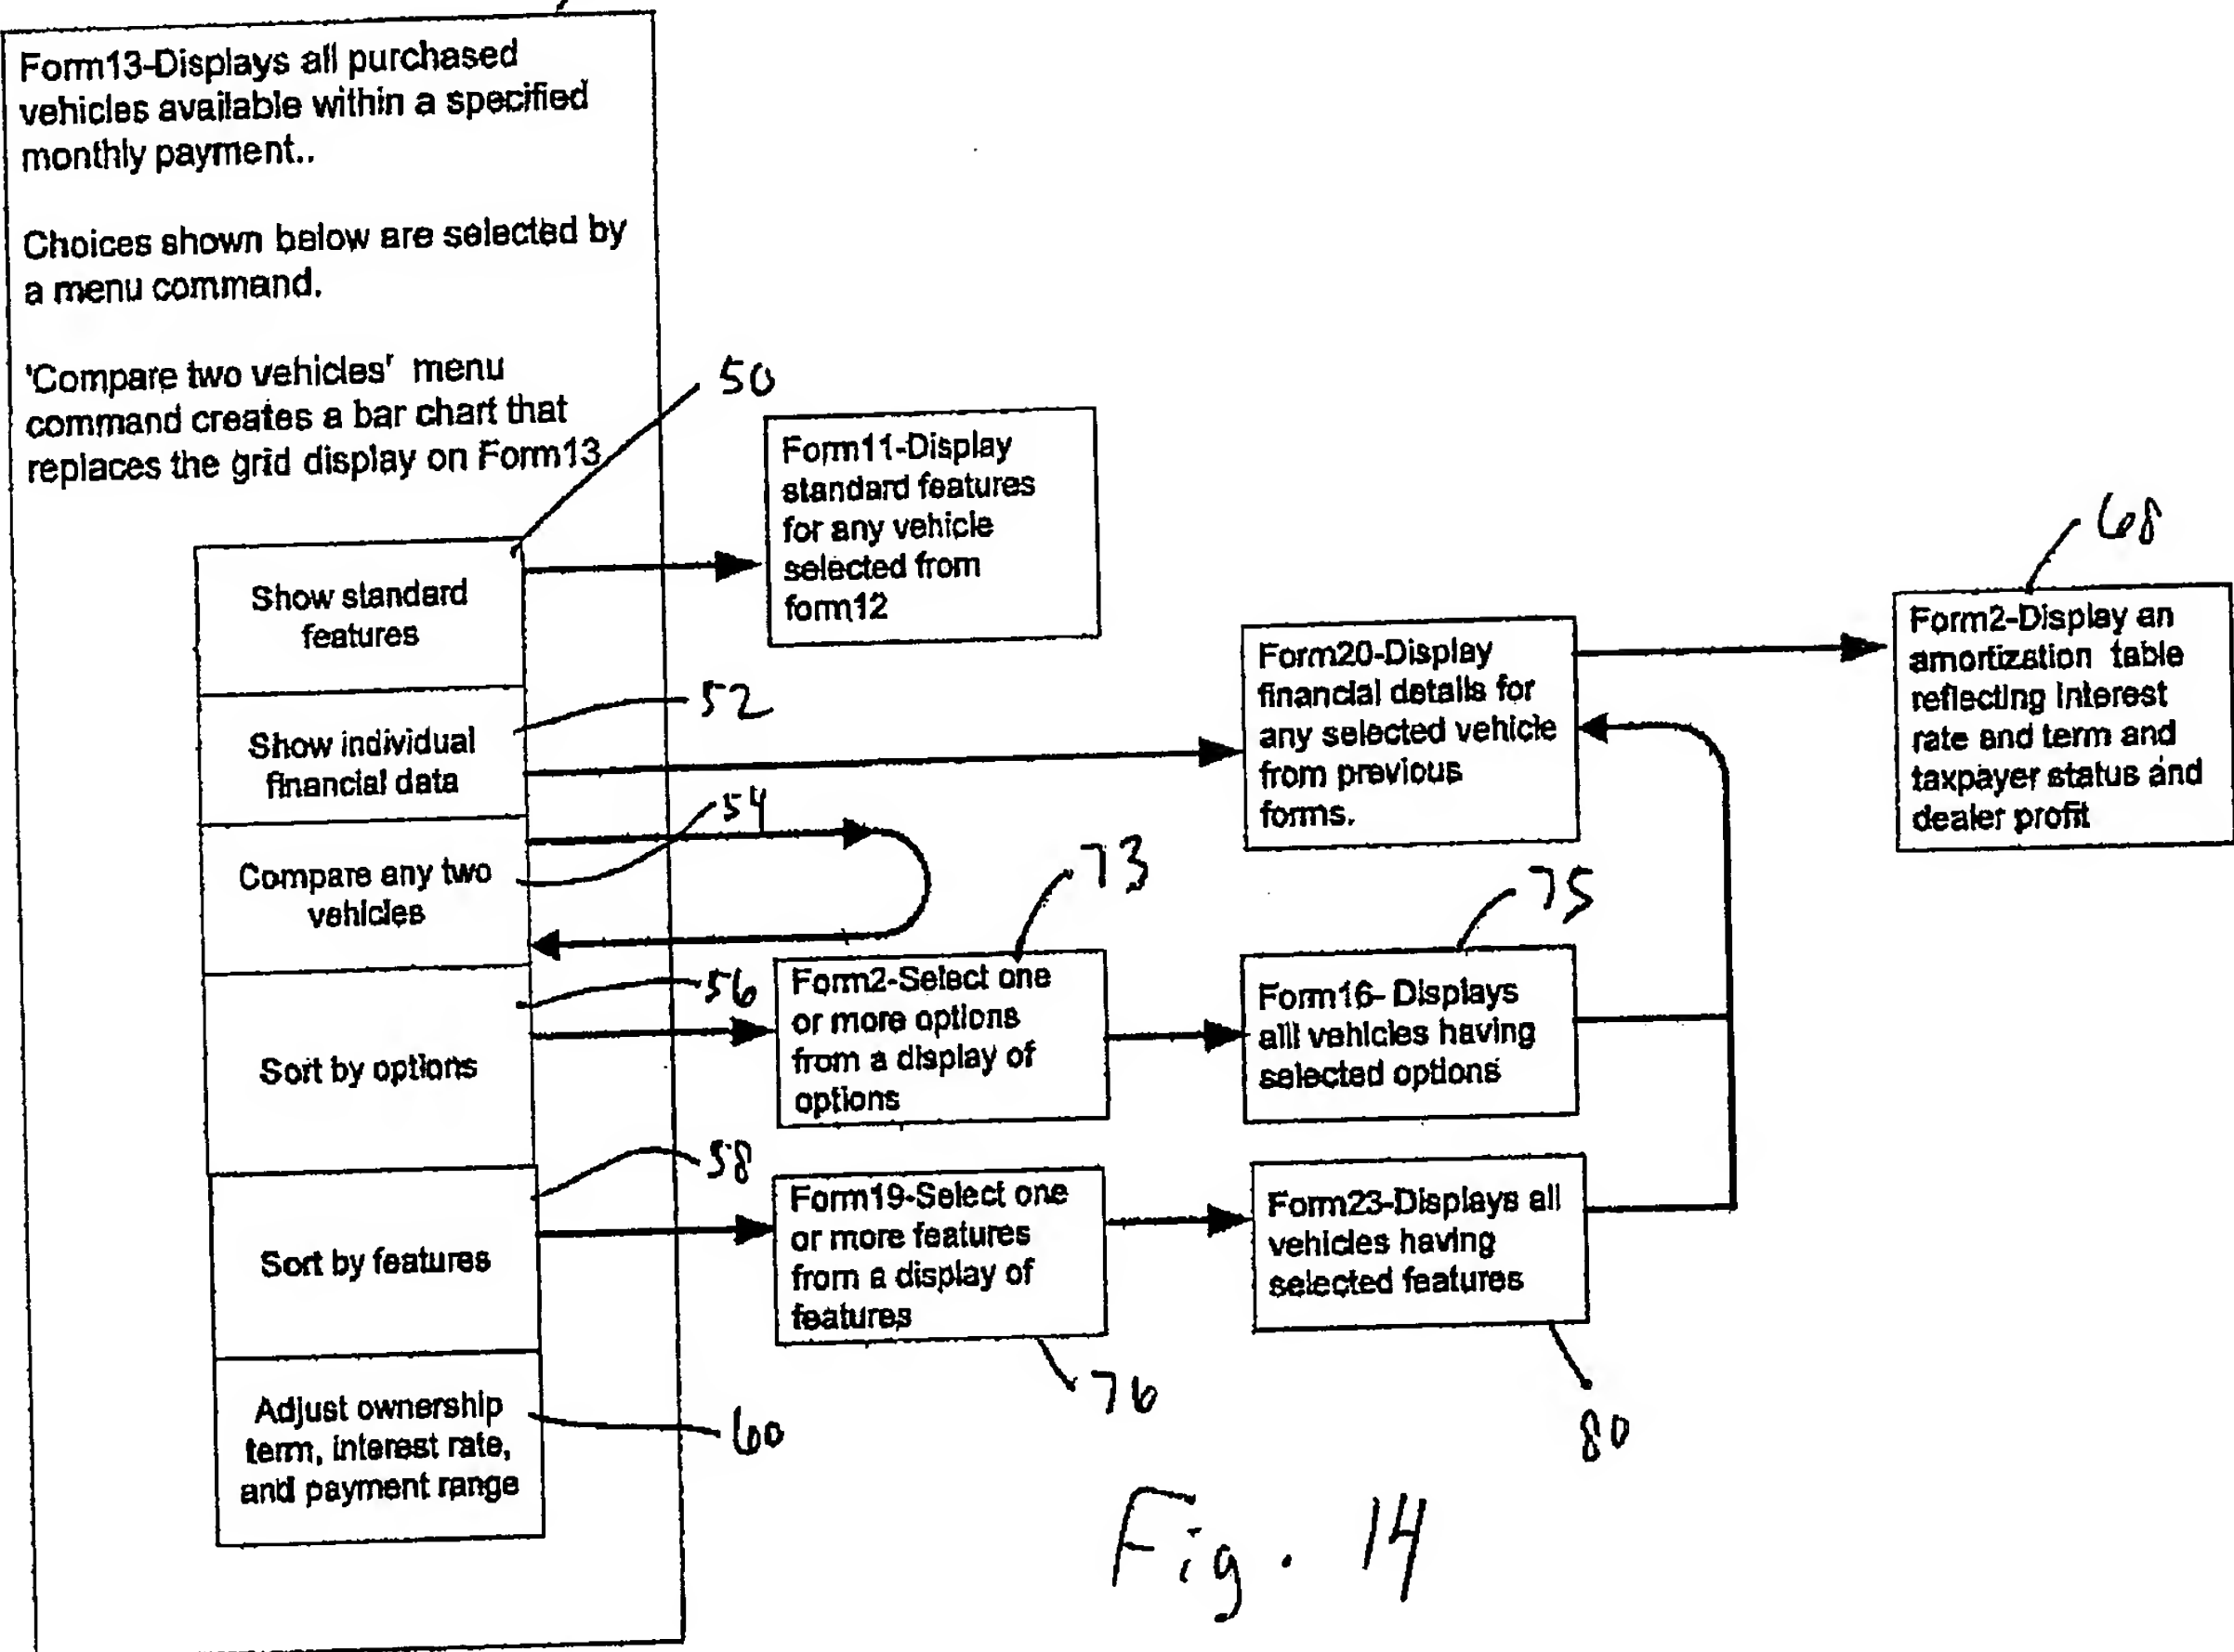 Form13-Displays all purchased
vehicles available within a specified
monthly payment..
Choices shown below are selected by
a menu command.
'Compare two vehicles' menu
command creates a bar chart that
replaces the grid display on Form13
50
Show standard
features
Form11-Display
standard features
for any vehicle
selected from
form12
52
Show individual
financial data
Form20-Display
financial details for
any selected vehicle
from previous
forms.
68
Form2-Display an
amortization table
reflecting interest
rate and term and
taxpayer status and
dealer profit
54
Compare any two
vehicles
56
Sort by options
73
Form2-Select one
or more options
from a display of
options
75
Form16- Displays
alll vehicles having
selected options
58
Sort by features
Form19-Select one
or more features
from a display of
features
76
Form23-Displays all
vehicles having
selected features
80
Adjust ownership
term, interest rate,
and payment range
60
Fig. 14